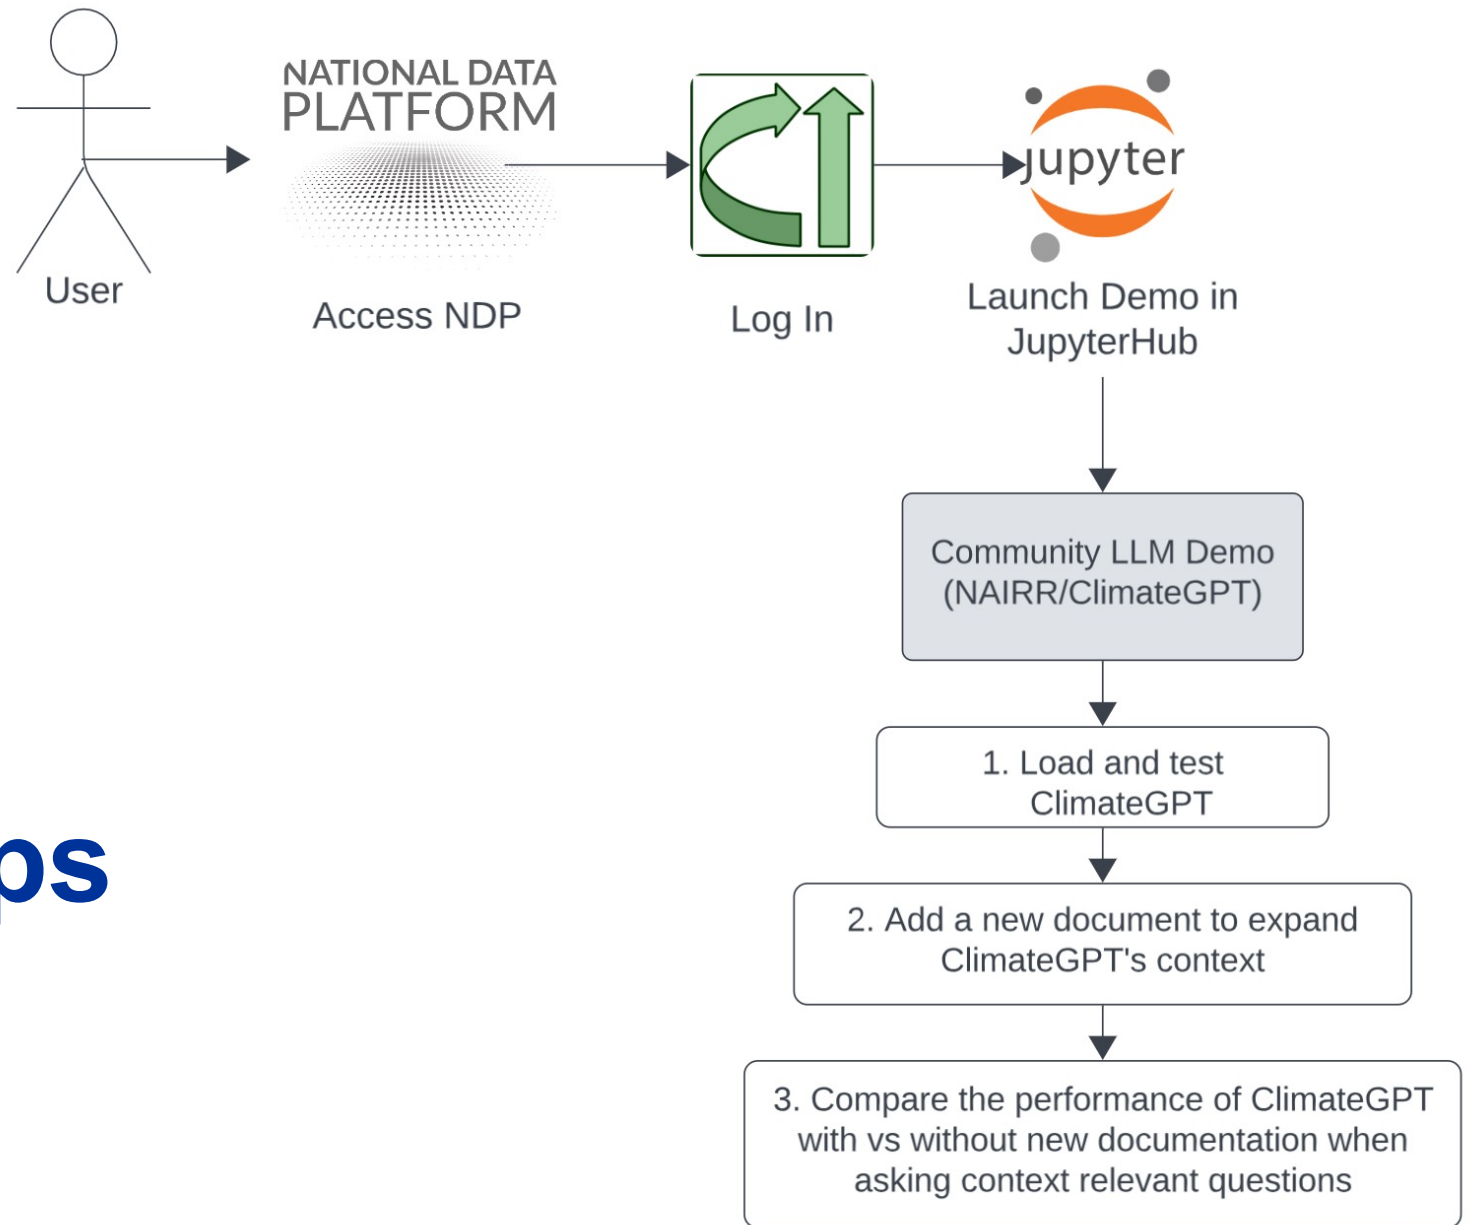 NATIONAL DATA
PLATFORM
jupyter
User
Access NDP
Log In
Launch Demo in
JupyterHub
Community LLM Demo
(NAIRR/ClimateGPT)
1. Load and test
ClimateGPT
ps
2. Add a new document to expand
ClimateGPT's context
3. Compare the performance of ClimateGPT
with vs without new documentation when
asking context relevant questions